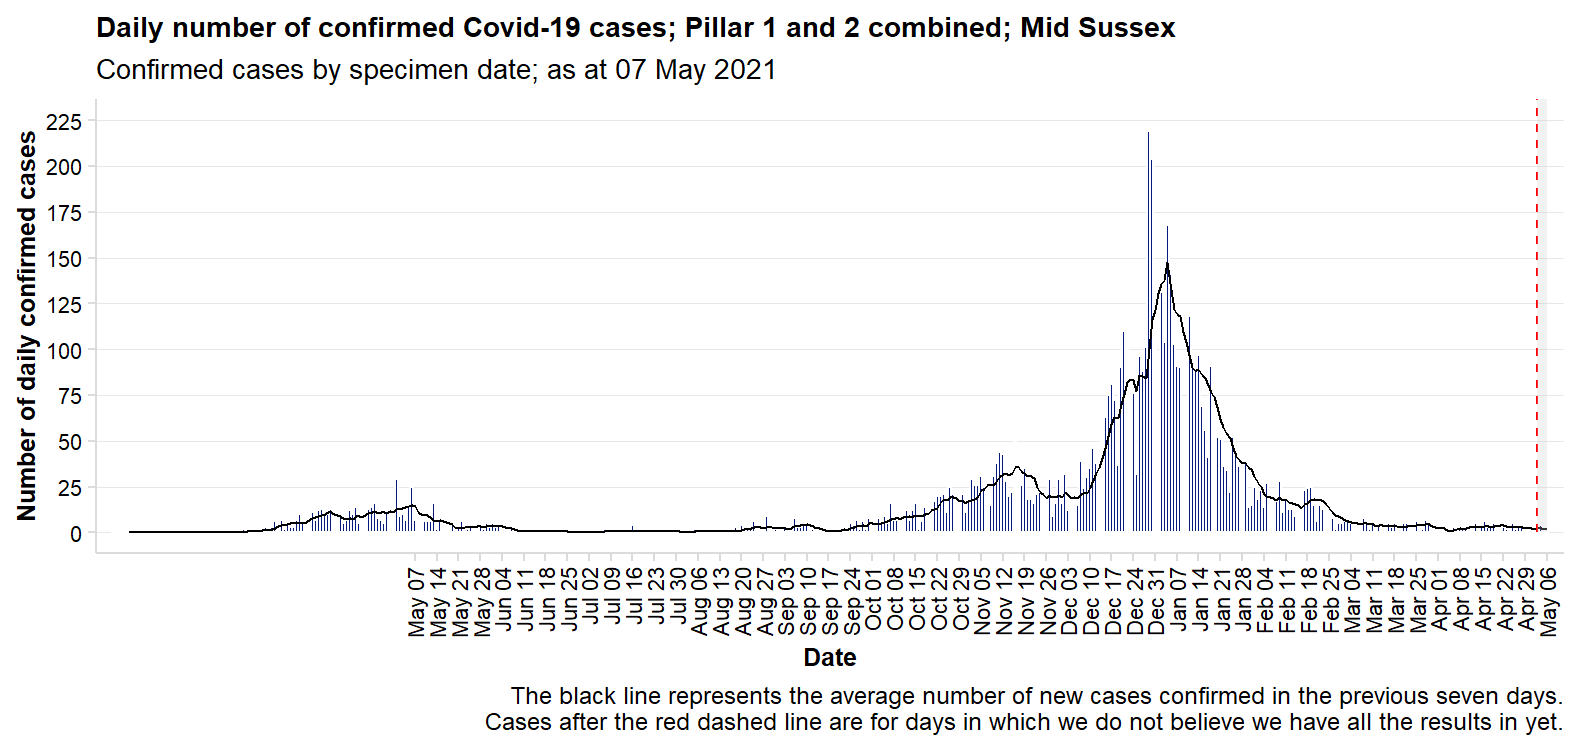 Daily number of confirmed Covid-19 cases; Pillar 1 and 2 combined; Mid Sussex
Confirmed cases by specimen date; as at 07 May 2021
Number of daily confirmed cases
225
200
175
150
125
100
75
50
25
0
May 07
May 14
May 21
May 28
Jun 04
Jun 11
Jun 18
Jun 25
Jul 02
Jul 09
Jul 16
Jul 23
Jul 30
Aug 06
Aug 13
Aug 20
Aug 27
Sep 03
Sep 10
Sep 17
Sep 24
Oct 01
Oct 08
Oct 15
Oct 22
Oct 29
Nov 05
Nov 12
Nov 19
Nov 26
Dec 03
Dec 10
Dec 17
Dec 24
Dec 31
Jan 07
Jan 14
Jan 21
Jan 28
Feb 04
Feb 11
Feb 18
Feb 25
Mar 04
Mar 11
Mar 18
Mar 25
Apr 01
Apr 08
Apr 15
Apr 22
Apr 29
May 06
Date
The black line represents the average number of new cases confirmed in the previous seven days.
Cases after the red dashed line are for days in which we do not believe we have all the results in yet.